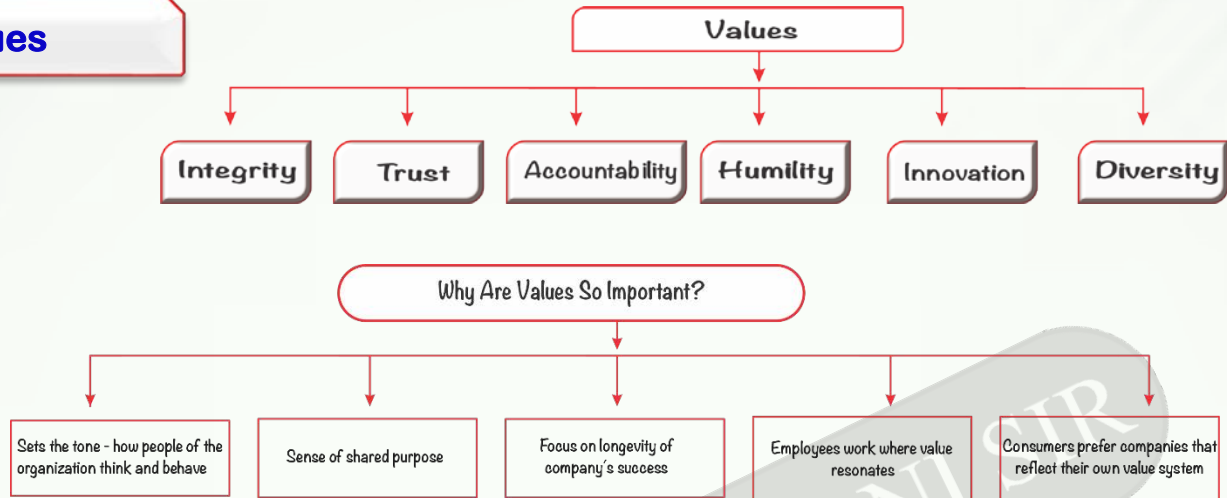 Values
Integrity
Trust
Accountability
Humility
Innovation
Diversity
Why Are Values So Important?
Sets the tone - how people of the
organization think and behave
Sense of shared purpose
Focus on longevity of
company's success
Employees work where value
resonates
Consumers prefer companies that
reflect their own value system
SIR